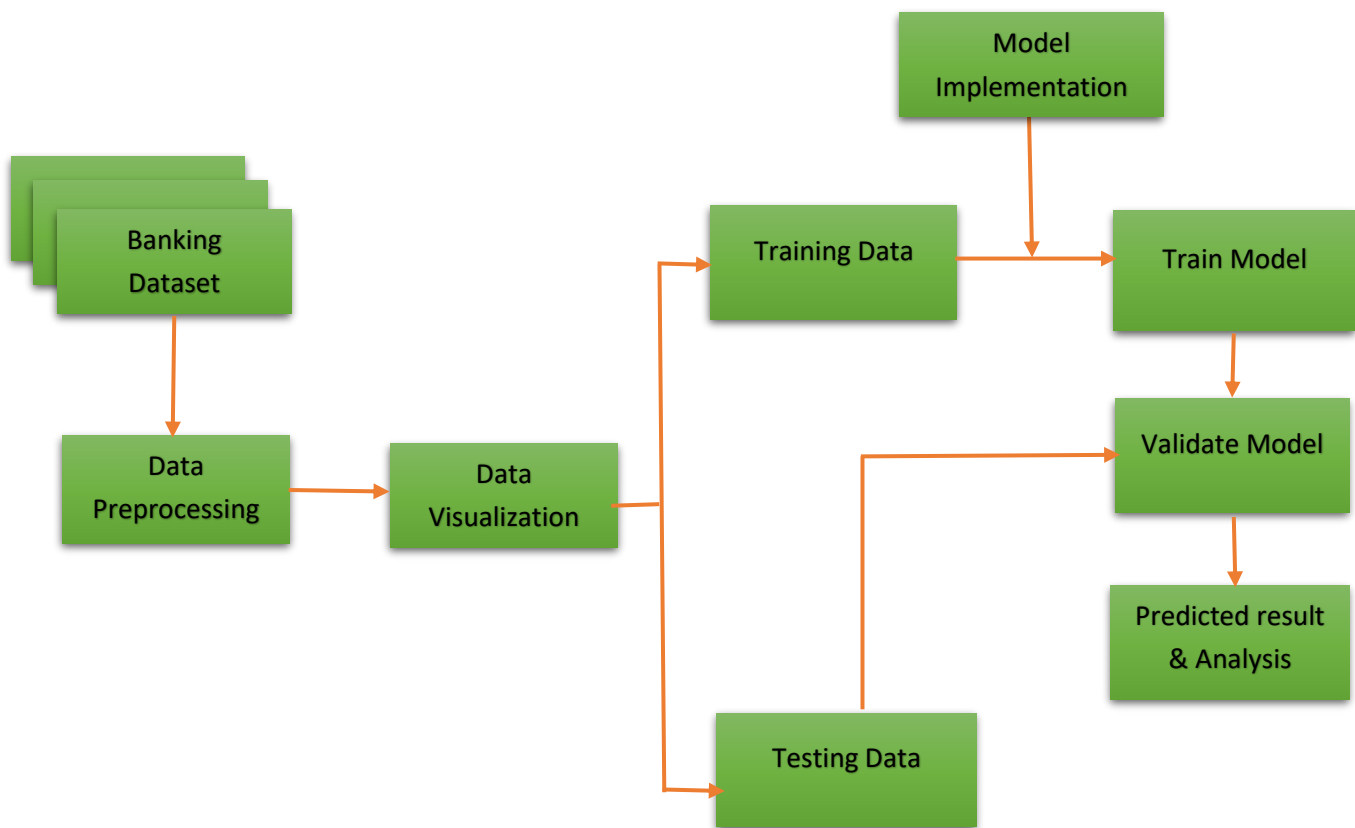 Model
Implementation
Banking
Dataset
Training Data
Train Model
Data
Preprocessing
Data
Visualization
Validate Model
Predicted result
& Analysis
Testing Data